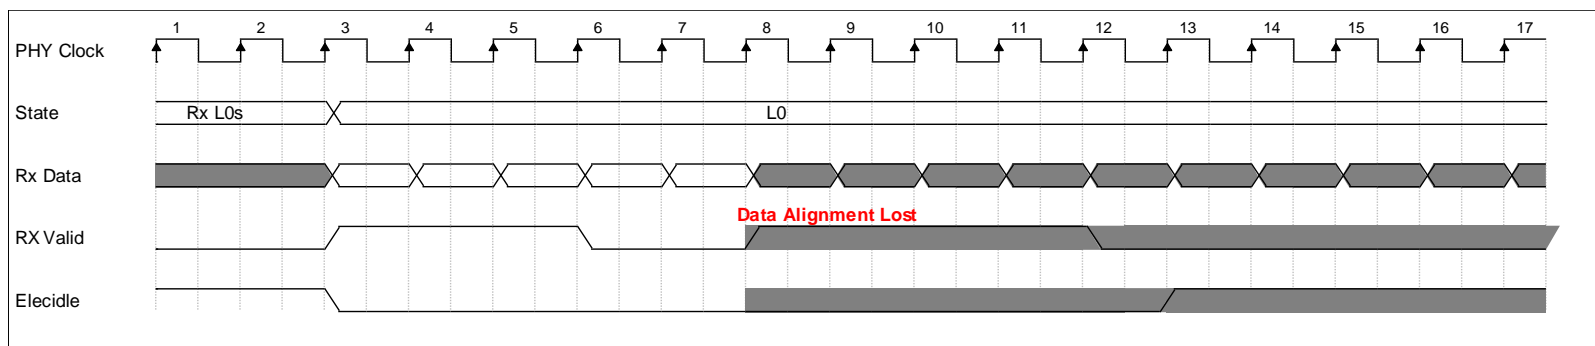 1 2 3 4 5 6 7 8 9 10 11 12 13 14 15 16 17
PHY Clock
State Rx L0s L0
Rx Data
Data Alignment Lost
RX Valid
Elecidle